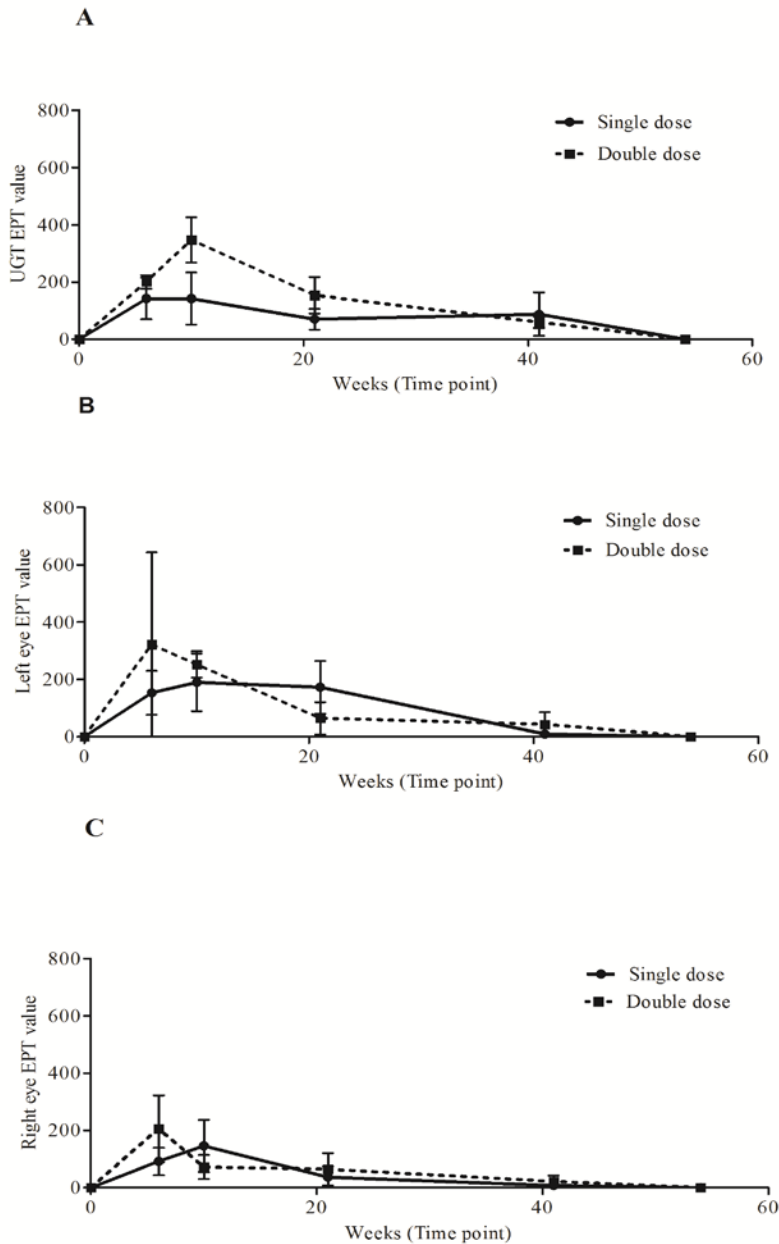 A
800
600
400
200
0
UGT EPT value
Single dose
Double dose
0 20 40 60
Weeks (Time point)
B
800
600
400
200
0
Left eye EPT value
Single dose
Double dose
0 20 40 60
Weeks (Time point)
C
800
600
400
200
0
Right eye EPT value
Single dose
Double dose
0 20 40 60
Weeks (Time point)